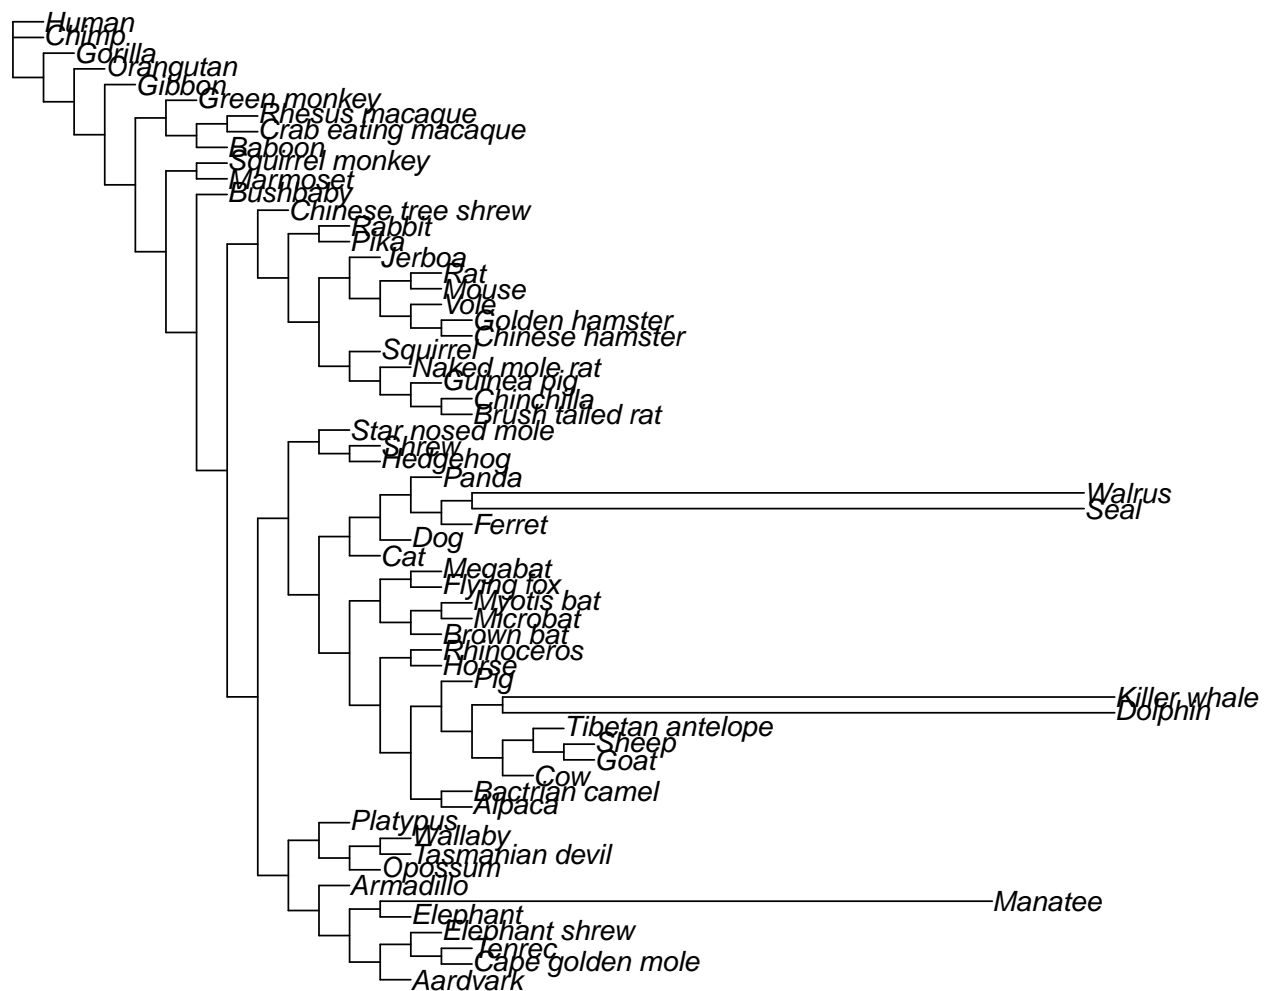 Human
Chimp
Gorilla
Orangutan
Gibbon
Green monkey
Rhesus macaque
Crab eating macaque
Baboon
Squirrel monkey
Marmoset
Bushbaby
Chinese tree shrew
Rabbit
Pika
Jerboa
Rat
Mouse
Vole
Golden hamster
Chinese hamster
Squirrel
Naked mole rat
Guinea pig
Chinchilla
Brush tailed rat
Star nosed mole
Shrew
Hedgehog
Panda
Walrus
Seal
Ferret
Dog
Cat
Megabat
Flying fox
Myotis bat
Microbat
Brown bat
Rhinoceros
Horse
Pig
Killer whale
Dolphin
Tibetan antelope
Sheep
Goat
Cow
Bactrian camel
Alpaca
Platypus
Wallaby
Tasmanian devil
Opossum
Armadillo
Manatee
Elephant
Elephant shrew
Tenrec
Cape golden mole
Aardvark